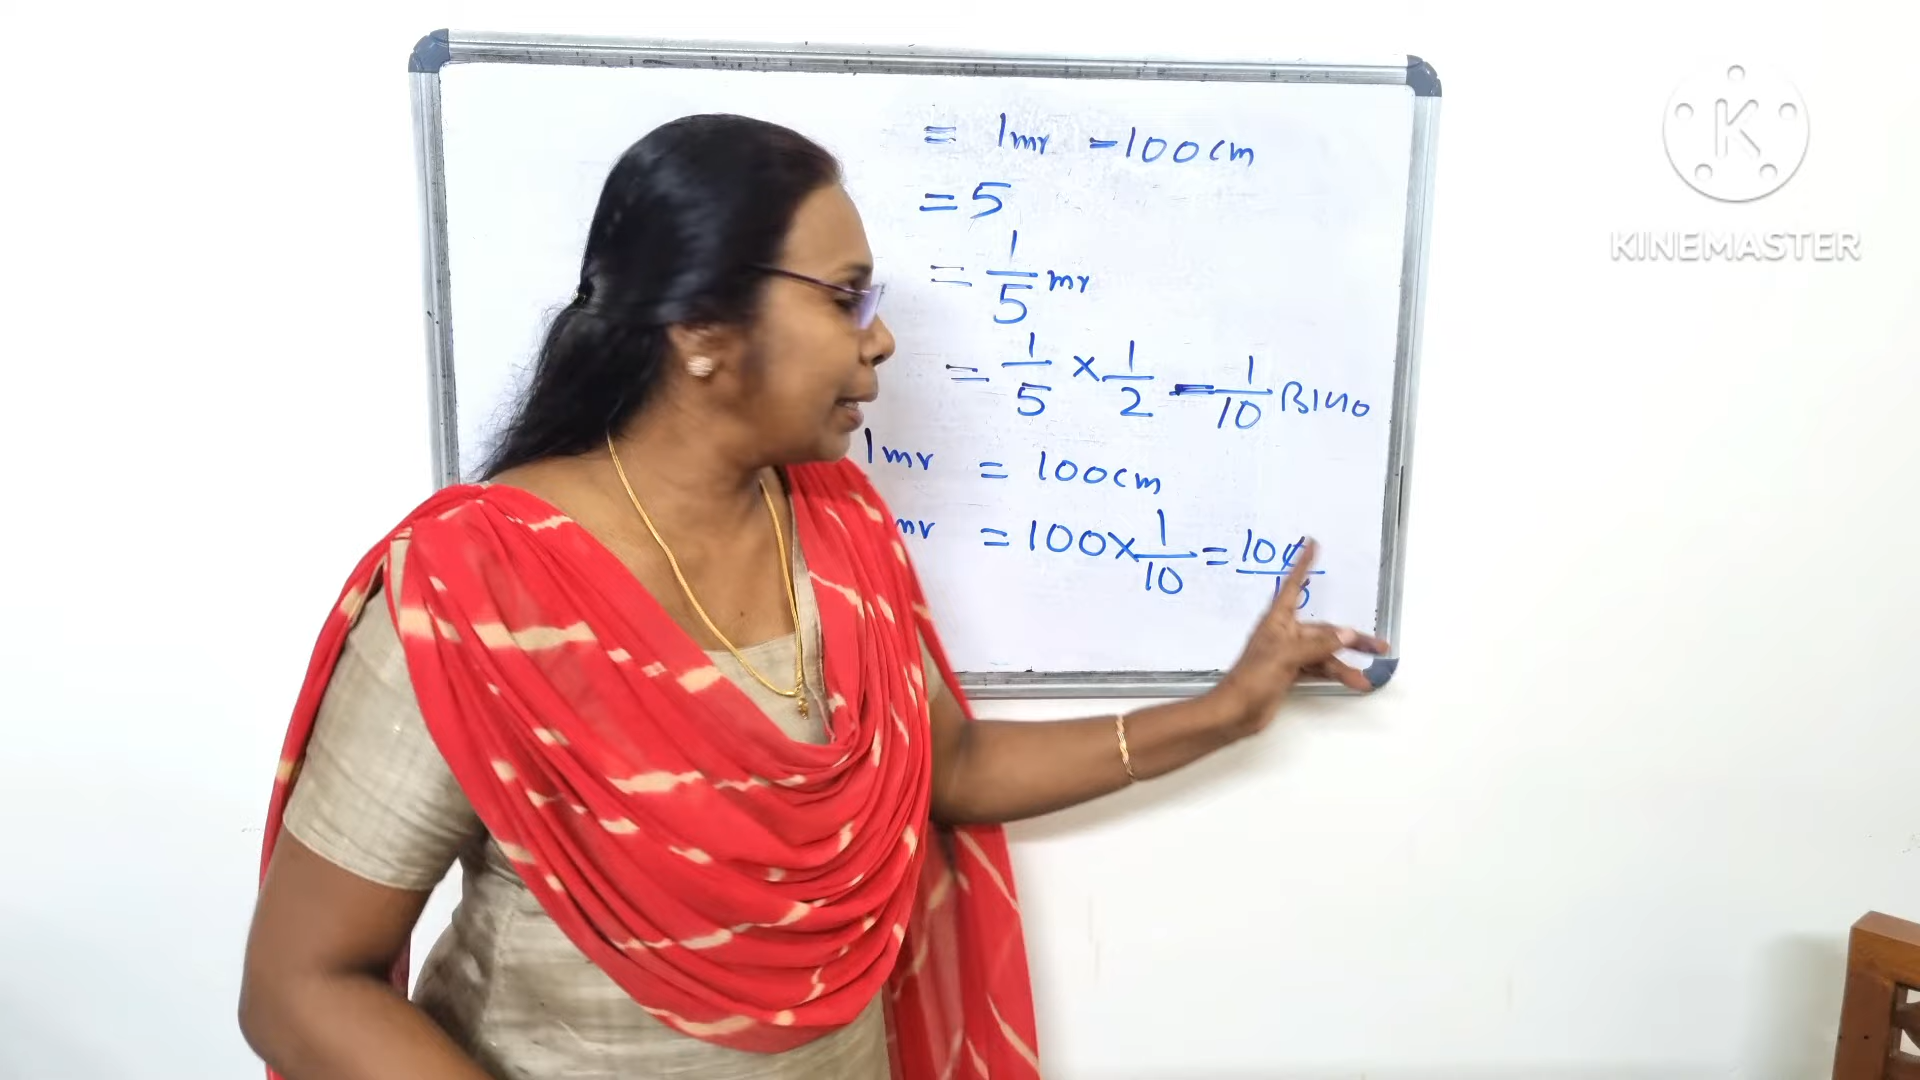 = 1mr - 100cm
= 5
= 1/5 mr
= 1/5 × 1/2 = 1/10
1mr = 100cm
mr = 100 × 1/10 = 100/10
K
KINEMASTER